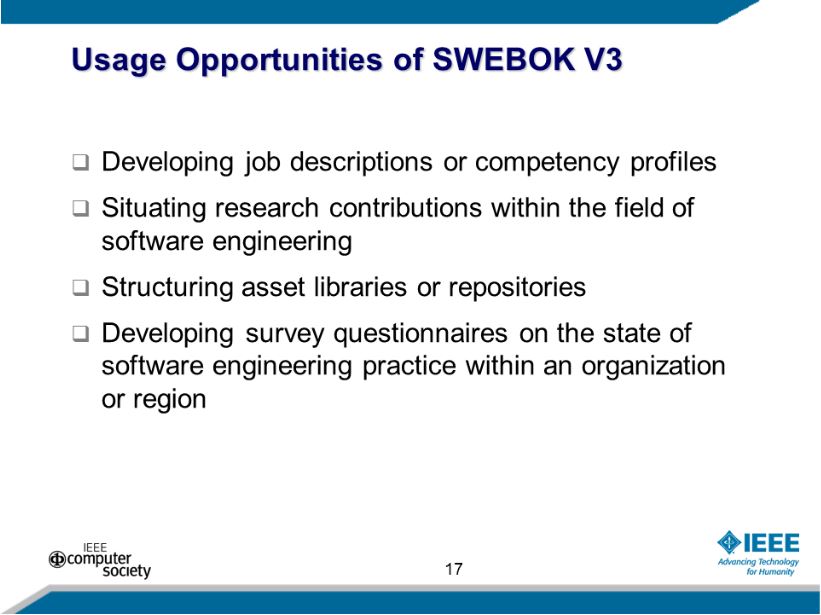 Usage Opportunities of SWEBOK V3
Developing job descriptions or competency profiles
Situating research contributions within the field of
software engineering
Structuring asset libraries or repositories
Developing survey questionnaires on the state of
software engineering practice within an organization
or region
IEEE
computer
society
17
IEEE
Advancing Technology
for Humanity